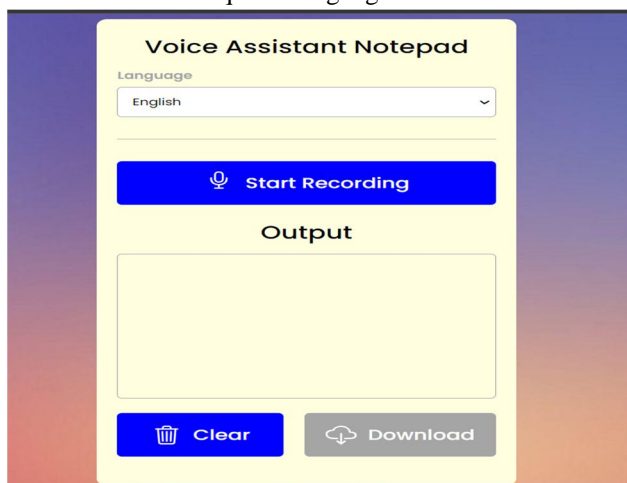 Voice Assistant Notepad
Language
English
Start Recording
Output
Clear
Download